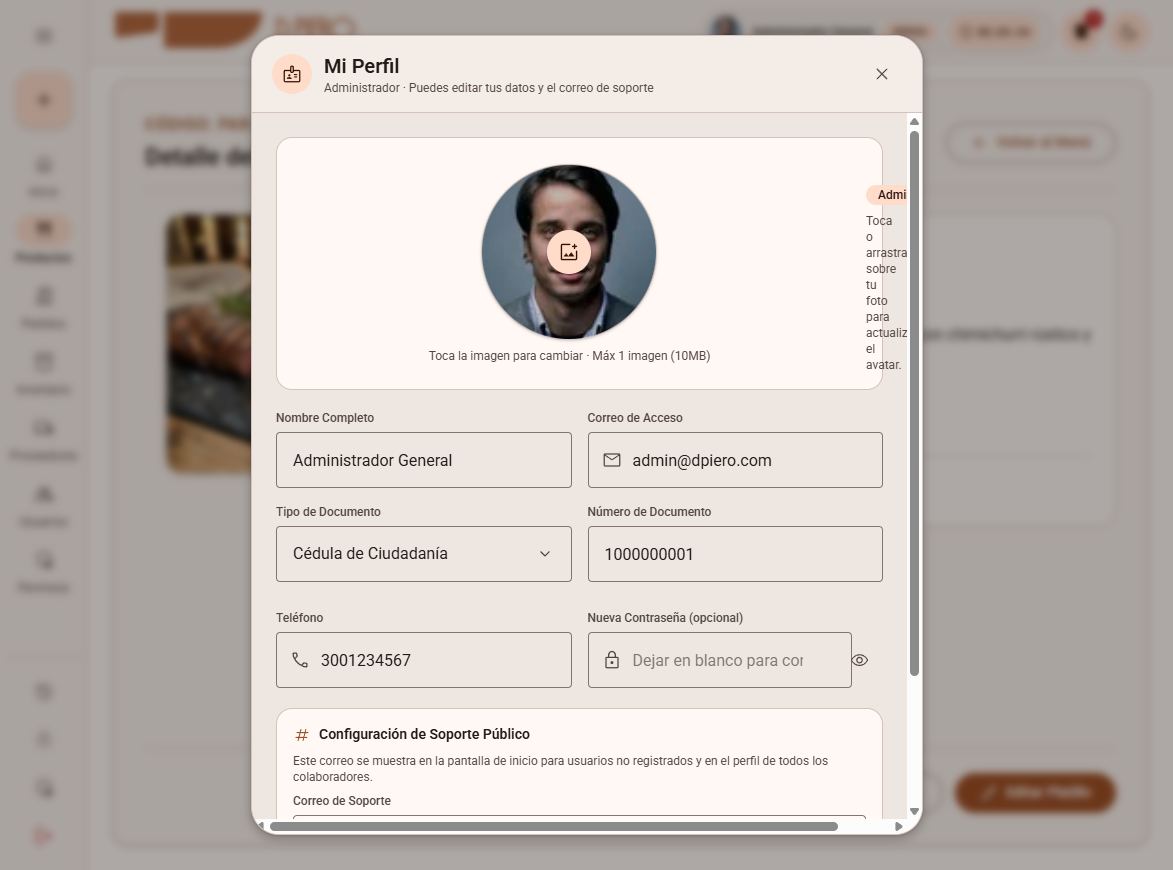 Mi Perfil
Administrador · Puedes editar tus datos y el correo de soporte
Toca la imagen para cambiar · Máx 1 imagen (10MB)
Admi
Toca
o
arrastra
sobre
tu
foto
para
actualiz
el
avatar.
Nombre Completo
Administrador General
Correo de Acceso
admin@dpiero.com
Tipo de Documento
Cédula de Ciudadanía
Número de Documento
1000000001
Teléfono
3001234567
Nueva Contraseña (opcional)
Dejar en blanco para cor
# Configuración de Soporte Público
Este correo se muestra en la pantalla de inicio para usuarios no registrados y en el perfil de todos los
colaboradores.
Correo de Soporte